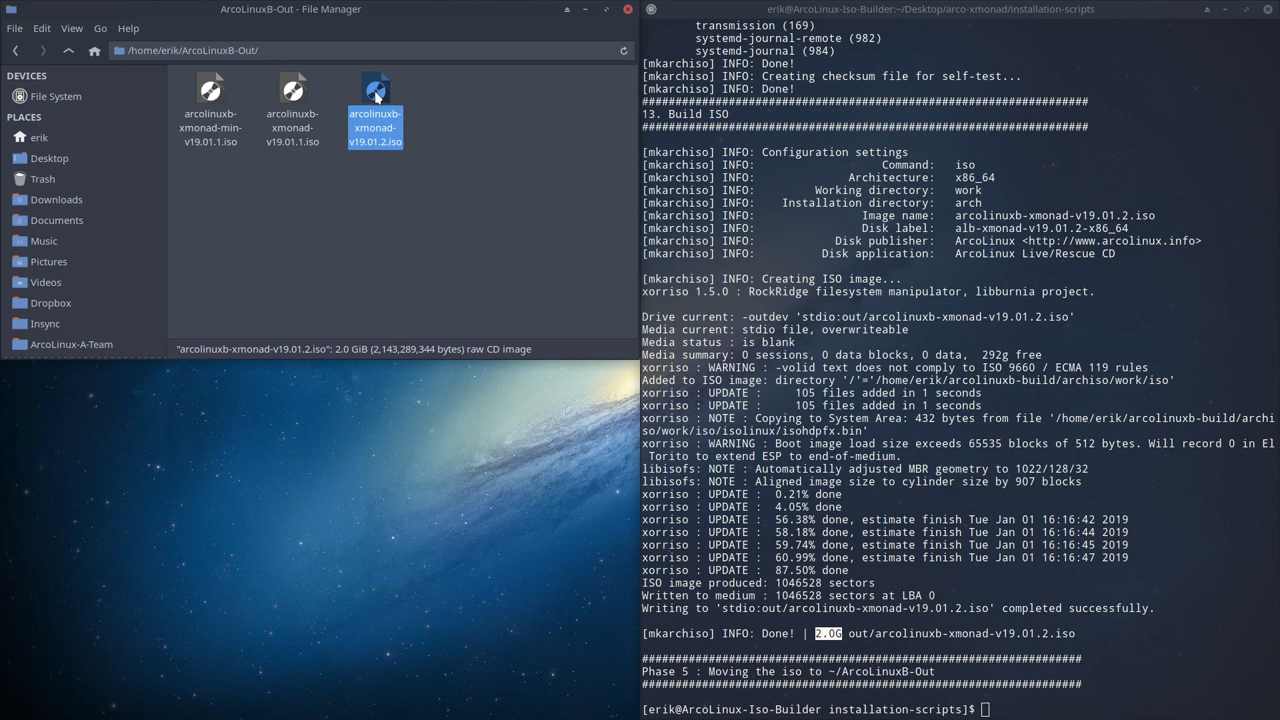 ArcoLinuxB-Out - File Manager
File Edit View Go Help
/home/erik/ArcoLinuxB-Out/
DEVICES
File System
PLACES
erik
Desktop
Trash
Downloads
Documents
Music
Pictures
Videos
Dropbox
Insync
ArcoLinux-A-Team
arcolinuxb-
xmonad-min-
v19.01.1.iso
arcolinuxb-
xmonad-
v19.01.1.iso
arcolinuxb-
xmonad-
v19.01.2.iso
"arcolinuxb-xmonad-v19.01.2.iso": 2.0 GiB (2,143,289,344 bytes) raw CD image
erik@ArcoLinux-Iso-Builder:~/Desktop/arco-xmonad/installation-scripts
transmission (169)
systemd-journal-remote (982)
systemd-journal (984)
[mkarchiso] INFO: Done!
[mkarchiso] INFO: Creating checksum file for self-test...
[mkarchiso] INFO: Done!
###################################################################
13. Build ISO
###################################################################
[mkarchiso] INFO: Configuration settings
[mkarchiso] INFO: Command: iso
[mkarchiso] INFO: Architecture: x86_64
[mkarchiso] INFO: Working directory: work
[mkarchiso] INFO: Installation directory: arch
[mkarchiso] INFO: Image name: arcolinuxb-xmonad-v19.01.2.iso
[mkarchiso] INFO: Disk label: alb-xmonad-v19.01.2-x86_64
[mkarchiso] INFO: Disk publisher: ArcoLinux <http://www.arcolinux.info>
[mkarchiso] INFO: Disk application: ArcoLinux Live/Rescue CD
[mkarchiso] INFO: Creating ISO image...
xorriso 1.5.0 : RockRidge filesystem manipulator, libburnia project.
Drive current: -outdev 'stdio:out/arcolinuxb-xmonad-v19.01.2.iso'
Media current: stdio file, overwriteable
Media status : is blank
Media summary: 0 sessions, 0 data blocks, 0 data, 292g free
xorriso : WARNING : -volid text does not comply to ISO 9660 / ECMA 119 rules
Added to ISO image: directory '/'='/home/erik/arcolinuxb-build/archiso/work/iso'
xorriso : UPDATE : 105 files added in 1 seconds
xorriso : UPDATE : 105 files added in 1 seconds
xorriso : NOTE : Copying to System Area: 432 bytes from file '/home/erik/arcolinuxb-build/archi
so/work/iso/isolinux/isohdpfx.bin'
xorriso : WARNING : Boot image load size exceeds 65535 blocks of 512 bytes. Will record 0 in El
Torito to extend ESP to end-of-medium.
libisofs: NOTE : Automatically adjusted MBR geometry to 1022/128/32
libisofs: NOTE : Aligned image size to cylinder size by 907 blocks
xorriso : UPDATE : 0.21% done
xorriso : UPDATE : 4.05% done
xorriso : UPDATE : 56.38% done, estimate finish Tue Jan 01 16:16:42 2019
xorriso : UPDATE : 58.18% done, estimate finish Tue Jan 01 16:16:44 2019
xorriso : UPDATE : 59.74% done, estimate finish Tue Jan 01 16:16:45 2019
xorriso : UPDATE : 60.99% done, estimate finish Tue Jan 01 16:16:47 2019
xorriso : UPDATE : 87.50% done
ISO image produced: 1046528 sectors
Written to medium : 1046528 sectors at LBA 0
Writing to 'stdio:out/arcolinuxb-xmonad-v19.01.2.iso' completed successfully.
[mkarchiso] INFO: Done! | 2.0G out/arcolinuxb-xmonad-v19.01.2.iso
##################################################################
Phase 5 : Moving the iso to ~/ArcoLinuxB-Out
##################################################################
[erik@ArcoLinux-Iso-Builder installation-scripts]$